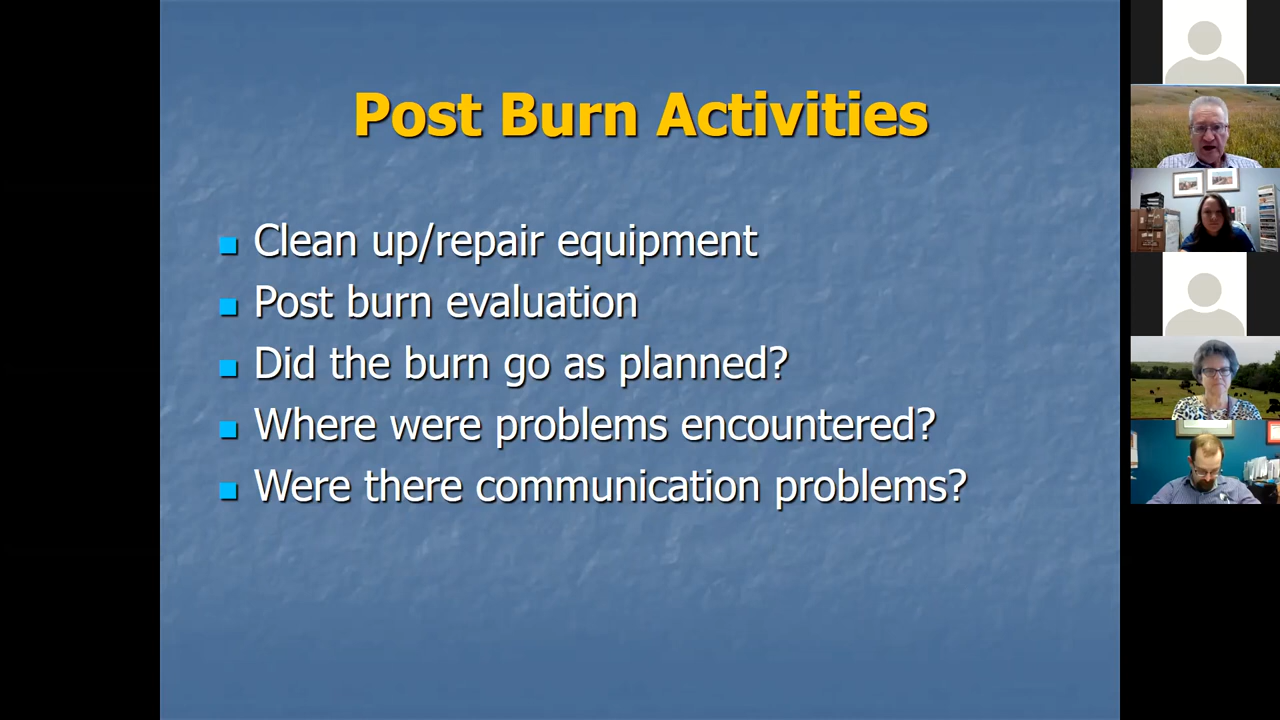 Post Burn Activities
Clean up/repair equipment
Post burn evaluation
Did the burn go as planned?
Where were problems encountered?
Were there communication problems?